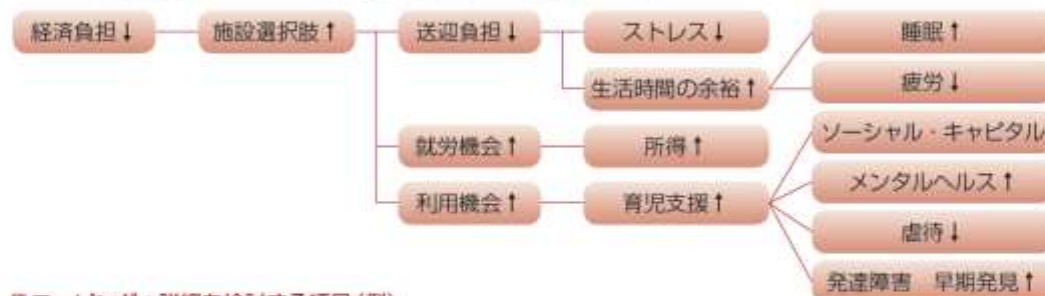 経済負担↓
施設選択肢↑
送迎負担↓
ストレス↓
睡眠↑
生活時間の余裕↑
疲労↓
就労機会↑
所得↑
ソーシャル・キャピタル
利用機会↑
育児支援↑
メンタルヘルス↑
虐待↓
発達障害 早期発見↑